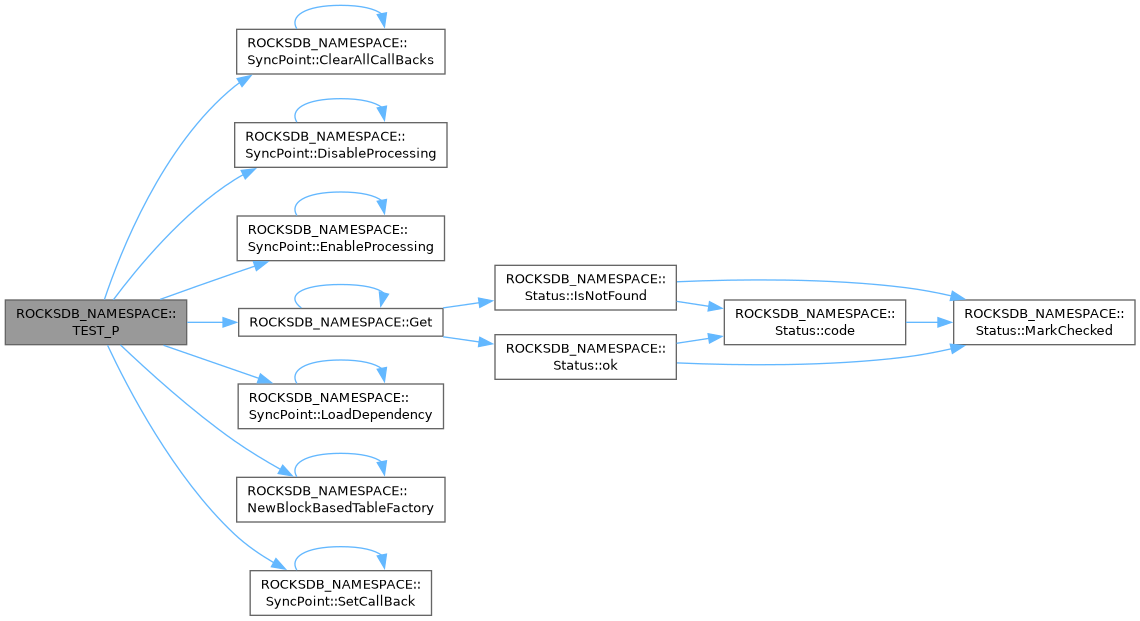 ROCKSDB_NAMESPACE::
TEST_P
ROCKSDB_NAMESPACE::
SyncPoint::ClearAllCallBacks
ROCKSDB_NAMESPACE::
SyncPoint::DisableProcessing
ROCKSDB_NAMESPACE::
SyncPoint::EnableProcessing
ROCKSDB_NAMESPACE::Get
ROCKSDB_NAMESPACE::
Status::IsNotFound
ROCKSDB_NAMESPACE::
Status::ok
ROCKSDB_NAMESPACE::
Status::code
ROCKSDB_NAMESPACE::
Status::MarkChecked
ROCKSDB_NAMESPACE::
SyncPoint::LoadDependency
ROCKSDB_NAMESPACE::
NewBlockBasedTableFactory
ROCKSDB_NAMESPACE::
SyncPoint::SetCallBack